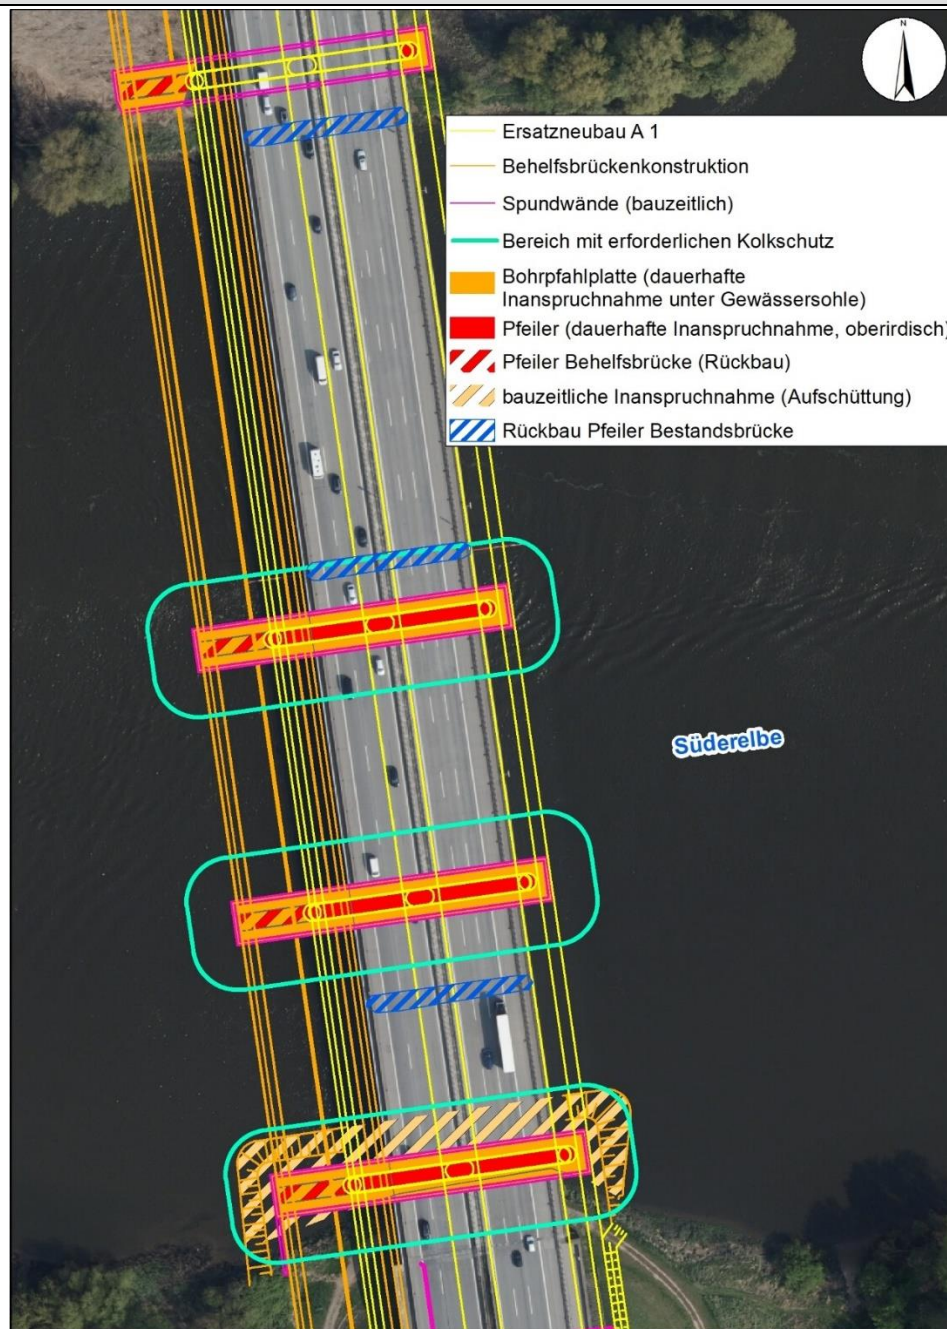 N
Ersatzneubau A 1
Behelfsbrückenkonstruktion
Spundwände (bauzeitlich)
Bereich mit erforderlichen Kolkschutz
Bohrpfahlplatte (dauerhafte
Inanspruchnahme unter Gewässersohle)
Pfeiler (dauerhafte Inanspruchnahme, oberirdisch)
Pfeiler Behelfsbrücke (Rückbau)
bauzeitliche Inanspruchnahme (Aufschüttung)
Rückbau Pfeiler Bestandsbrücke
Süderelbe